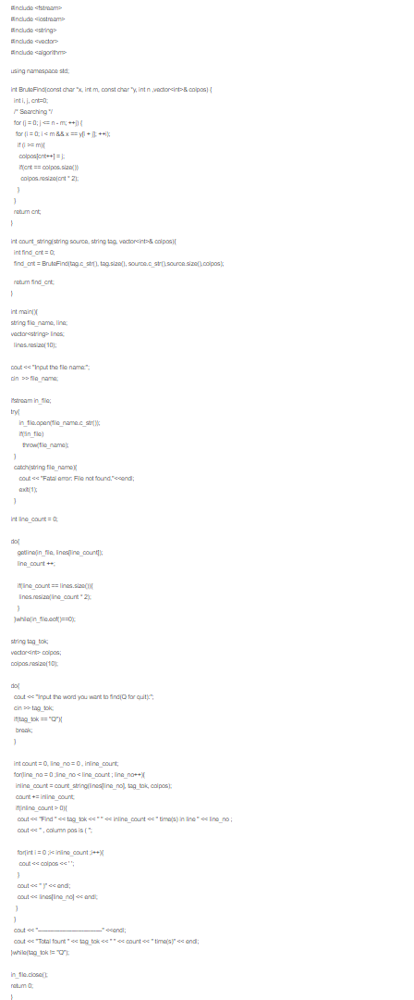 #include <fstream>
#include <iostream>
#include <string>
#include <vector>
#include <algorithm>
using namespace std;
int BruteFind(const char *x, int m, const char *y, int n ,vector<int>& colpos) {
int i, j, cnt=0;
/* Searching */
for (j = 0; j <= n - m; ++j) {
for (i = 0; i < m && x == y[i + j]; ++i);
if (i >= m){
colpos[cnt++] = j;
if(cnt == colpos.size())
colpos.resize(cnt * 2);
}
}
return cnt;
}
int count_string(string source, string tag, vector<int>& colpos){
int find_cnt = 0;
find_cnt = BruteFind(tag.c_str(), tag.size(), source.c_str(),source.size(),colpos);
return find_cnt;
}
int main(){
string file_name, line;
vector<string> lines;
lines.resize(10);
cout << "Input the file name:";
cin >> file_name;
ifstream in_file;
try{
in_file.open(file_name.c_str());
if(!in_file)
throw(file_name);
}
catch(string file_name){
cout << "Fatal error: File not found."<<endl;
exit(1);
}
int line_count = 0;
do{
getline(in_file, lines[line_count]);
line_count ++;
if(line_count == lines.size()){
lines.resize(line_count * 2);
}
}while(in_file.eof()==0);
string tag_tok;
vector<int> colpos;
colpos.resize(10);
do{
cout << "Input the word you want to find(Q for quit):";
cin >> tag_tok;
if(tag_tok == "Q"){
break;
}
int count = 0, line_no = 0 , inline_count;
for(line_no = 0 ;line_no < line_count ; line_no++){
inline_count = count_string(lines[line_no], tag_tok, colpos);
count += inline_count;
if(inline_count > 0){
cout << "Find " << tag_tok << " " << inline_count << " time(s) in line " << line_no ;
cout << " , column pos is ( ";
for(int i = 0 ;i< inline_count ;i++){
cout << colpos << ' ';
}
cout << " )" << endl;
cout << lines[line_no] << endl;
}
}
cout << "--------------------------------" <<endl;
cout << "Total fount " << tag_tok << " " << count << " time(s)" << endl;
}while(tag_tok != "Q");
in_file.close();
return 0;
}